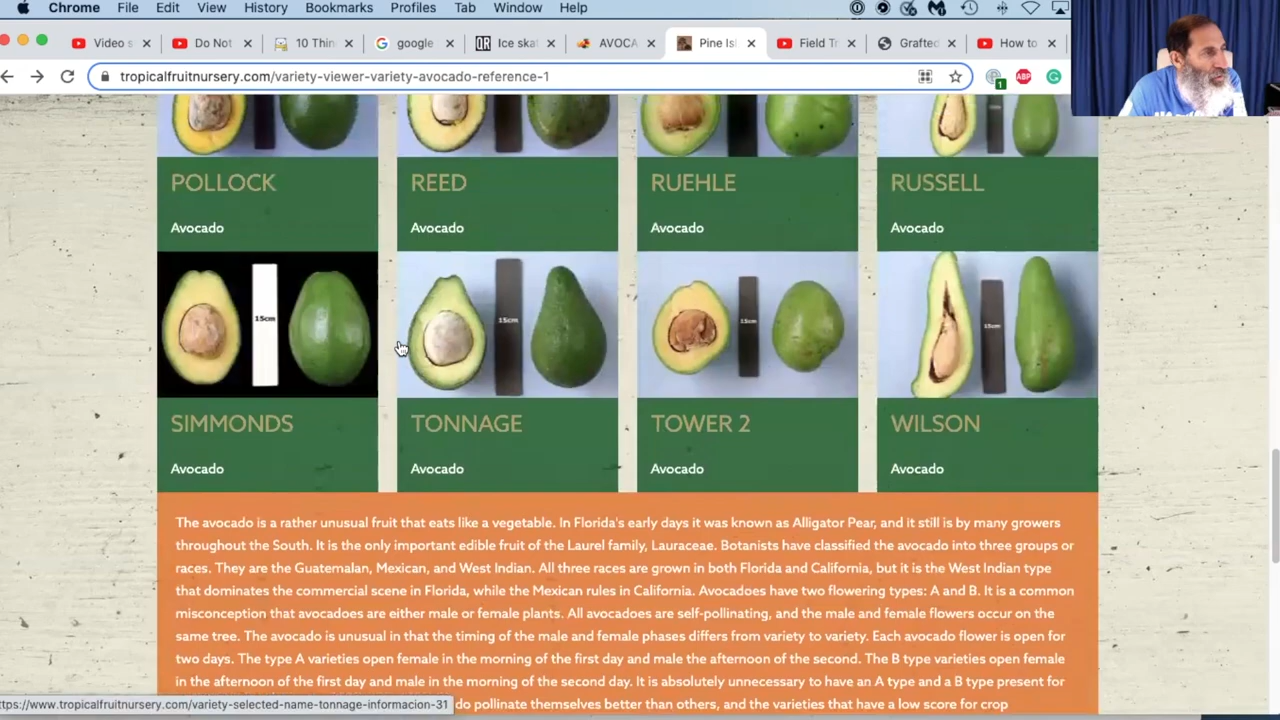 Chrome File Edit View History Bookmarks Profiles Tab Window Help
Video s Do Not 10 Thin google Ice ska AVOCA Pine Isl Field Tr Grafted How to
tropicalfruitnursery.com/variety-viewer-variety-avocado-reference-1
ABP
1
POLLOCK REED RUEHLE RUSSELL
Avocado Avocado Avocado Avocado
15cm 15cm 15cm 15cm
SIMMONDS TONNAGE TOWER 2 WILSON
Avocado Avocado Avocado Avocado
The avocado is a rather unusual fruit that eats like a vegetable. In Florida's early days it was known as Alligator Pear, and it still is by many growers
throughout the South. It is the only important edible fruit of the Laurel family, Lauraceae. Botanists have classified the avocado into three groups or
races. They are the Guatemalan, Mexican, and West Indian. All three races are grown in both Florida and California, but it is the West Indian type
that dominates the commercial scene in Florida, while the Mexican rules in California. Avocadoes have two flowering types: A and B. It is a common
misconception that avocadoes are either male or female plants. All avocadoes are self-pollinating, and the male and female flowers occur on the
same tree. The avocado is unusual in that the timing of the male and female phases differs from variety to variety. Each avocado flower is open for
two days. The type A varieties open female in the morning of the first day and male the afternoon of the second. The B type varieties open female
in the afternoon of the first day and male in the morning of the second day. It is absolutely unnecessary to have an A type and a B type present for
ttps://www.tropicalfruitnursery.com/variety-selected-name-tonnage-informacion-31 do pollinate themselves better than others, and the varieties that have a low score for crop